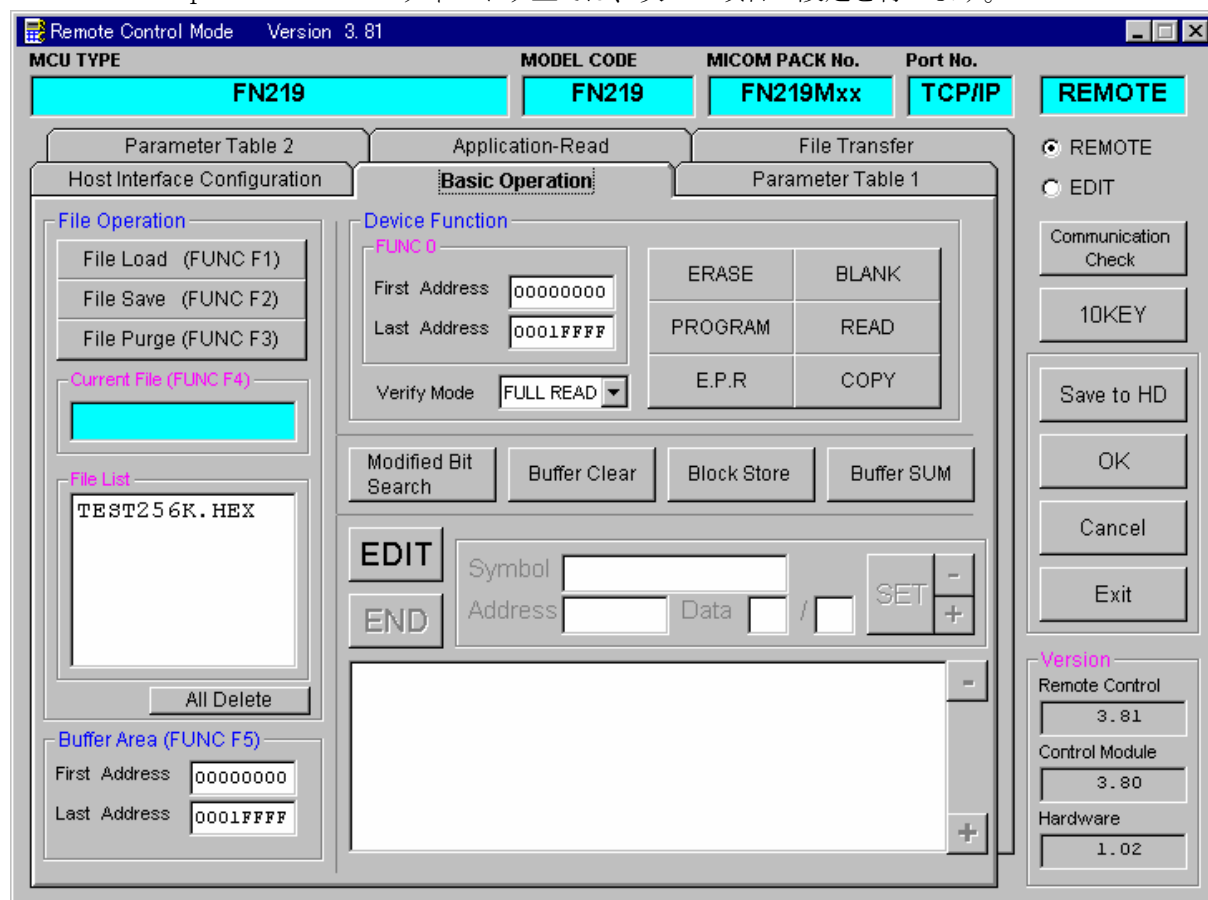 Remote Control Mode Version 3.81
MCU TYPE MODEL CODE MICOM PACK No. Port No.
FN219 FN219 FN219Mxx TCP/IP REMOTE
Parameter Table 2 Application-Read File Transfer
Host Interface Configuration Basic Operation Parameter Table 1
REMOTE
EDIT
Communication Check
10KEY
Save to HD
OK
Cancel
Exit
File Operation
File Load (FUNC F1)
File Save (FUNC F2)
File Purge (FUNC F3)
Current File (FUNC F4)
File List
TEST256K.HEX
All Delete
Buffer Area (FUNC F5)
First Address 00000000
Last Address 0001FFFF
Device Function
FUNC 0
First Address 00000000
Last Address 0001FFFF
Verify Mode FULL READ
ERASE BLANK
PROGRAM READ
E.P.R COPY
Modified Bit Search
Buffer Clear
Block Store
Buffer SUM
EDIT
END
Symbol
Address Data /
SET
-
+
-
+
Version
Remote Control
3.81
Control Module
3.80
Hardware
1.02